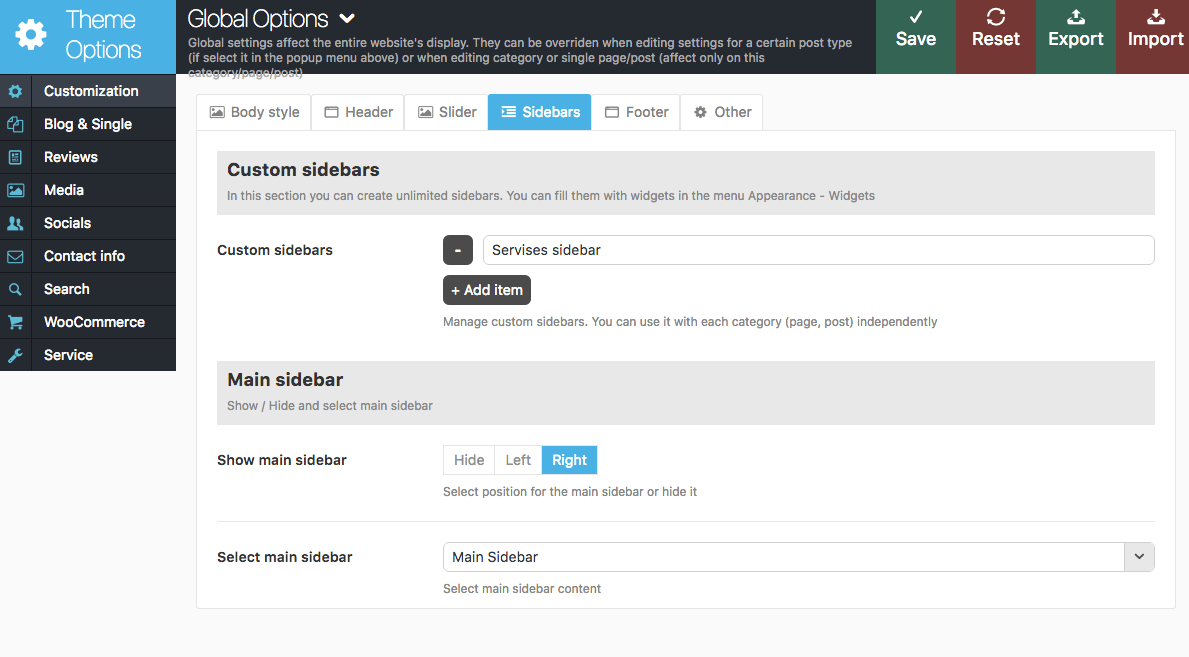 Theme
Options
Global Options
Global settings affect the entire website's display. They can be overriden when editing settings for a certain post type
(if select it in the popup menu above) or when editing category or single page/post (affect only on this
category/page/post)
Save
Reset
Export
Import
Customization
Blog & Single
Reviews
Media
Socials
Contact info
Search
WooCommerce
Service
Body style
Header
Slider
Sidebars
Footer
Other
Custom sidebars
In this section you can create unlimited sidebars. You can fill them with widgets in the menu Appearance - Widgets
Custom sidebars
-
Servises sidebar
+ Add item
Manage custom sidebars. You can use it with each category (page, post) independently
Main sidebar
Show / Hide and select main sidebar
Show main sidebar
Hide
Left
Right
Select position for the main sidebar or hide it
Select main sidebar
Main Sidebar
Select main sidebar content